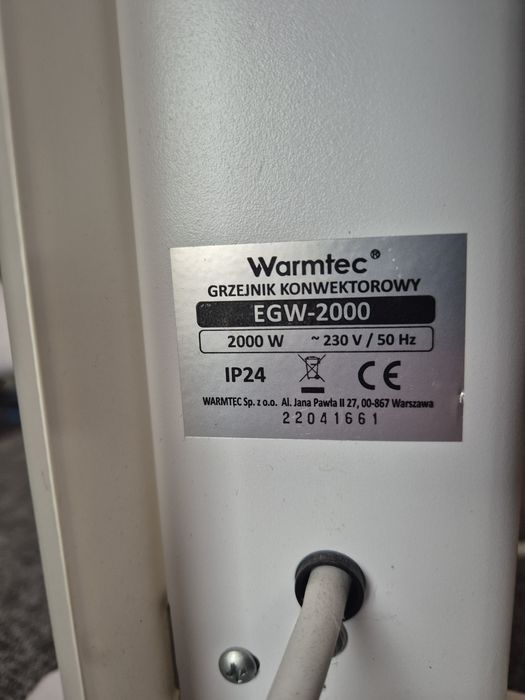 Warmtec®
GRZEJNIK KONWEKTOROWY
EGW-2000
2000 W ~ 230 V / 50 Hz
IP24 CE
WARMTEC Sp. z o.o. Al. Jana Pawła II 27, 00-867 Warszawa
22041661